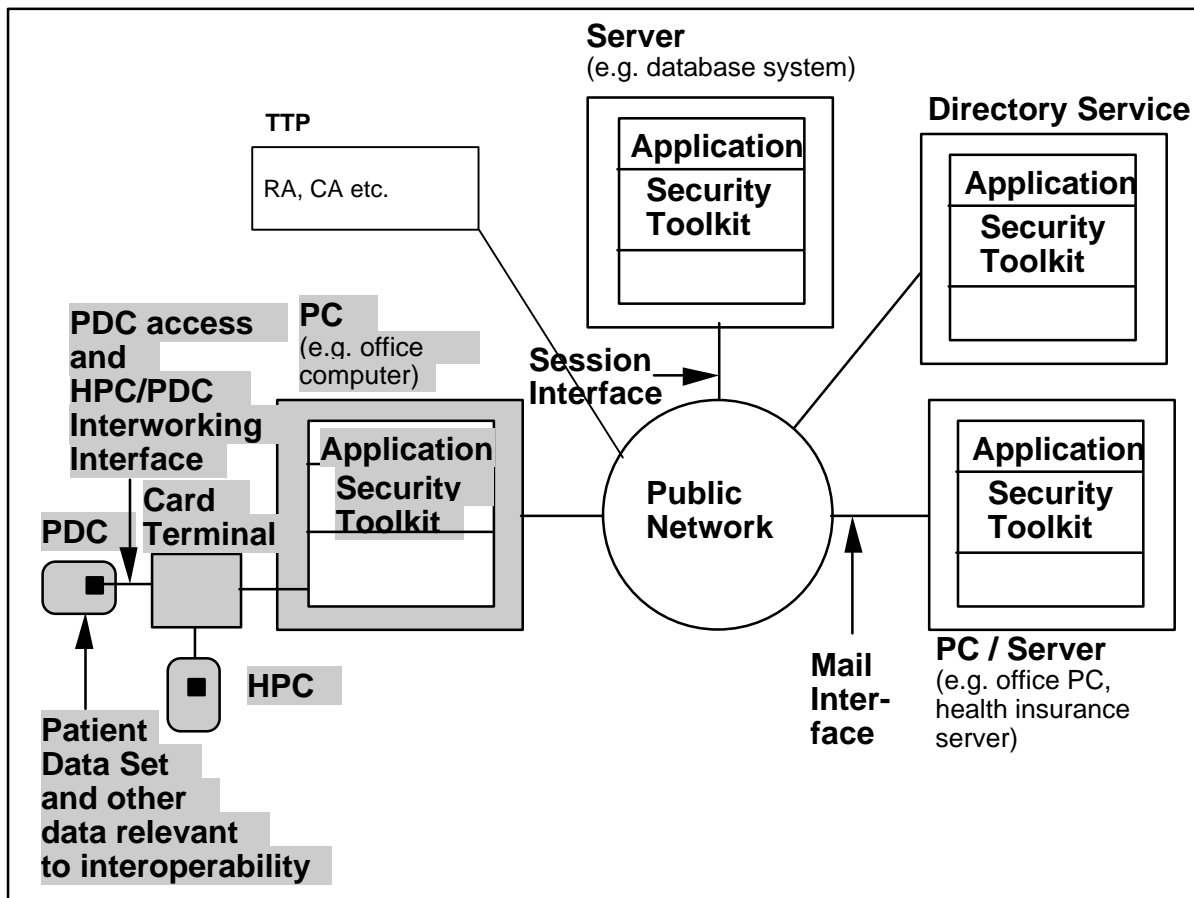 Server
(e.g. database system)
Application
Security
Toolkit
Directory Service
Application
Security
Toolkit
TTP
RA, CA etc.
PDC access
and
HPC/PDC
Interworking
Interface
PC
(e.g. office
computer)
Application
Security
Toolkit
Session
Interface
Public
Network
Application
Security
Toolkit
PC / Server
(e.g. office PC,
health insurance
server)
Mail
Inter-
face
Card
Terminal
PDC
HPC
Patient
Data Set
and other
data relevant
to interoperability